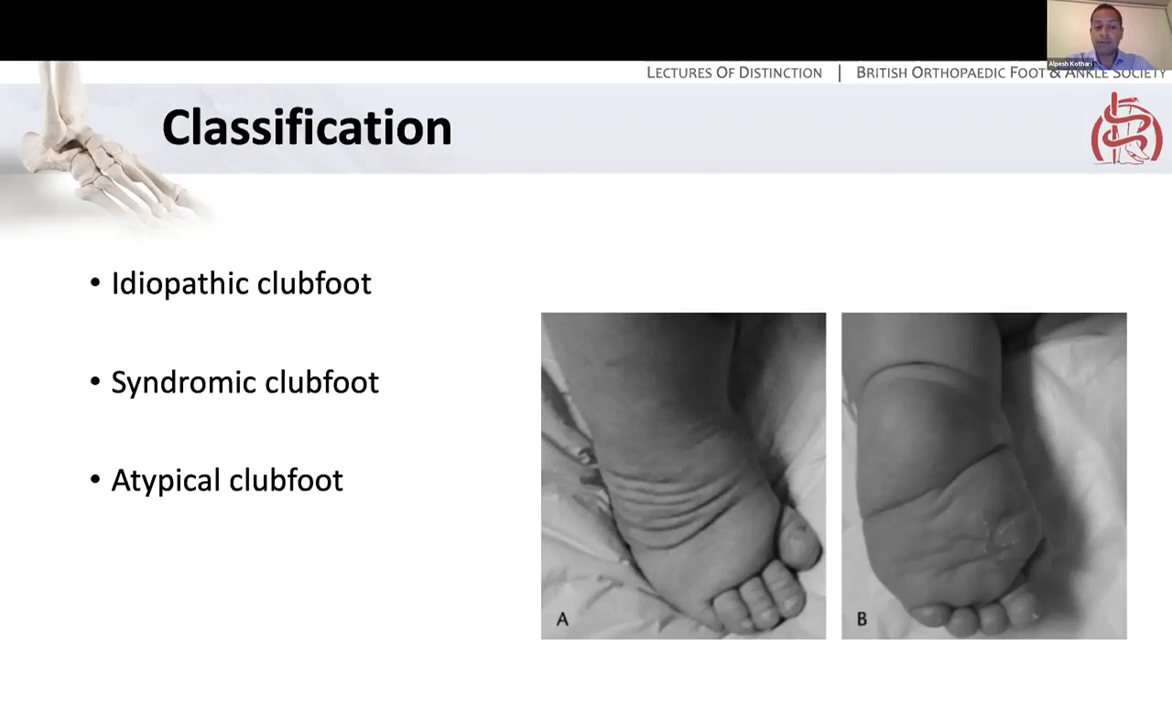 Alpesh Kothari
LECTURES OF DISTINCTION | BRITISH ORTHOPAEDIC FOOT & ANKLE SOCIETY
Classification
• Idiopathic clubfoot
• Syndromic clubfoot
• Atypical clubfoot
A
B